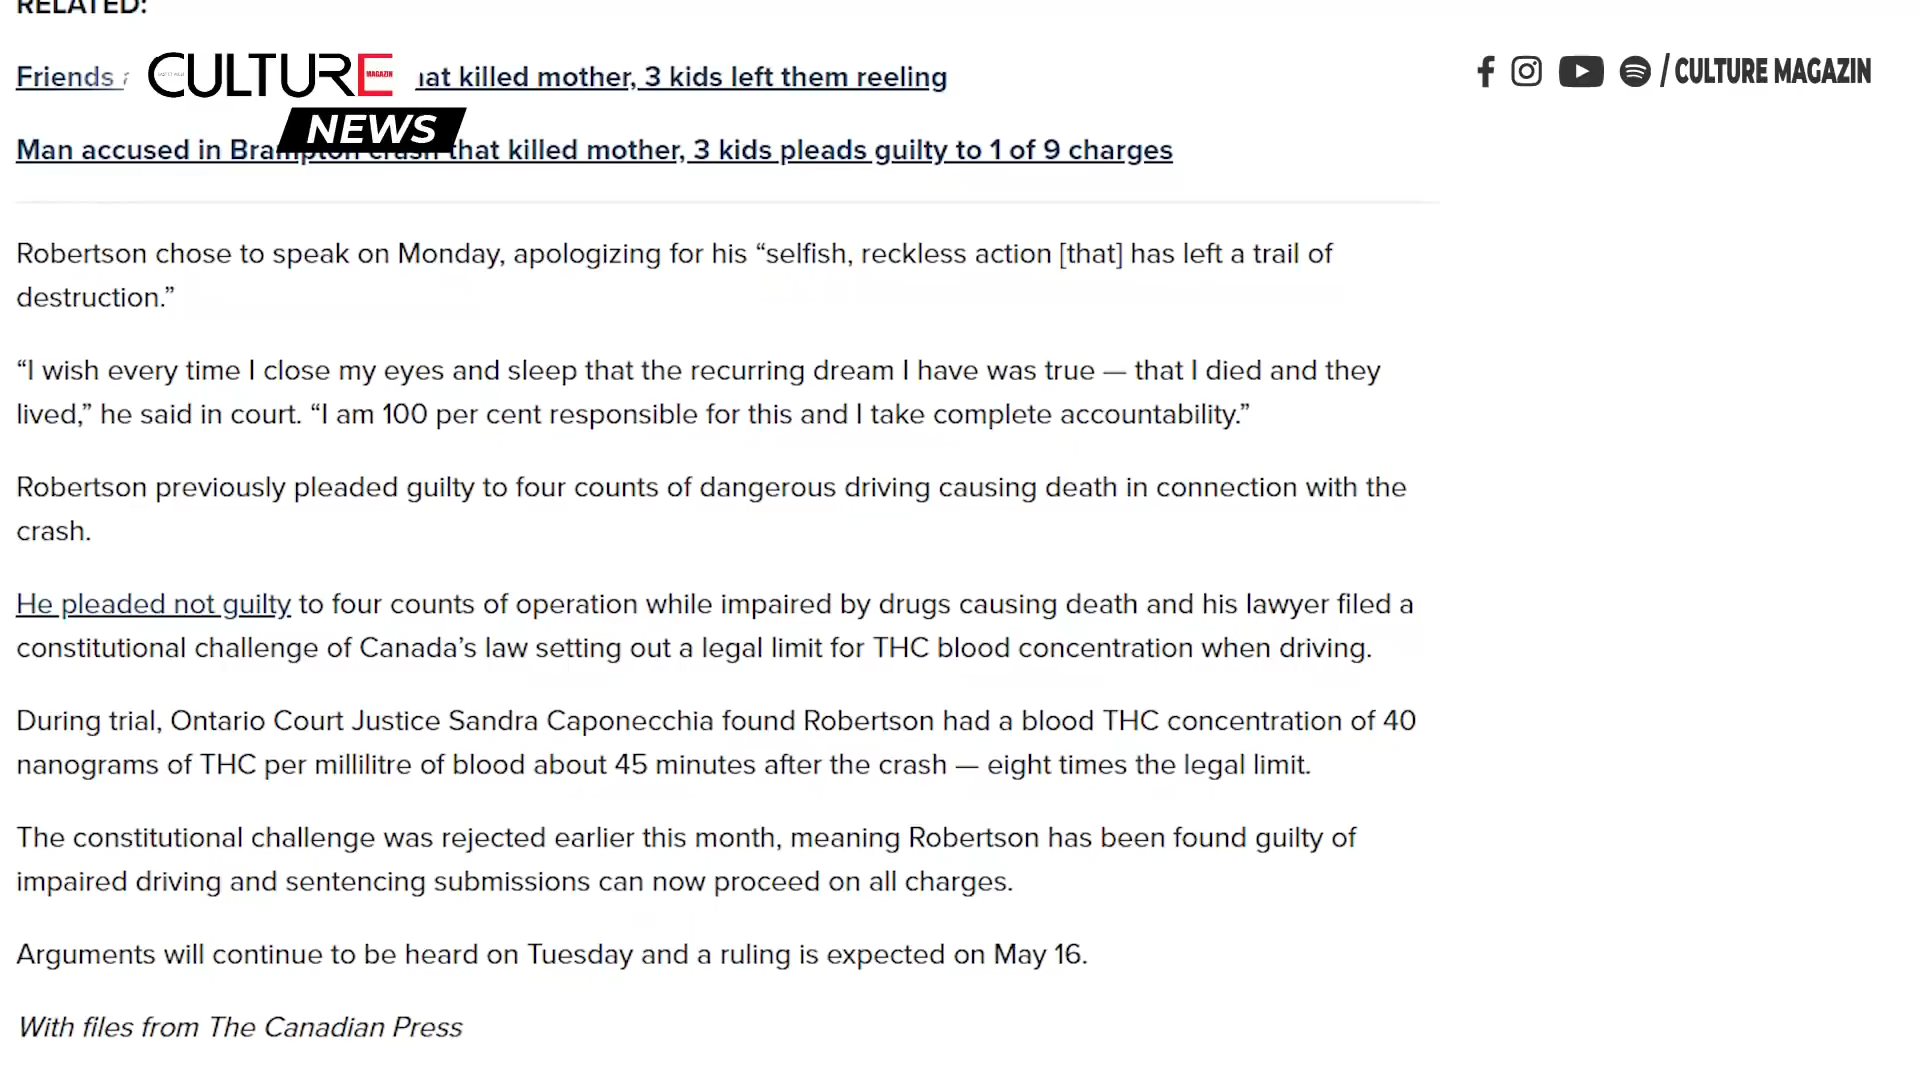 RELATED:
CULTURE MAGAZIN
NEWS
/ CULTURE MAGAZIN
Friends at killed mother, 3 kids left them reeling
Man accused in Brampton crash that killed mother, 3 kids pleads guilty to 1 of 9 charges
Robertson chose to speak on Monday, apologizing for his “selfish, reckless action [that] has left a trail of
destruction.”
“I wish every time I close my eyes and sleep that the recurring dream I have was true — that I died and they
lived,” he said in court. “I am 100 per cent responsible for this and I take complete accountability.”
Robertson previously pleaded guilty to four counts of dangerous driving causing death in connection with the
crash.
He pleaded not guilty to four counts of operation while impaired by drugs causing death and his lawyer filed a
constitutional challenge of Canada’s law setting out a legal limit for THC blood concentration when driving.
During trial, Ontario Court Justice Sandra Caponecchia found Robertson had a blood THC concentration of 40
nanograms of THC per millilitre of blood about 45 minutes after the crash — eight times the legal limit.
The constitutional challenge was rejected earlier this month, meaning Robertson has been found guilty of
impaired driving and sentencing submissions can now proceed on all charges.
Arguments will continue to be heard on Tuesday and a ruling is expected on May 16.
With files from The Canadian Press